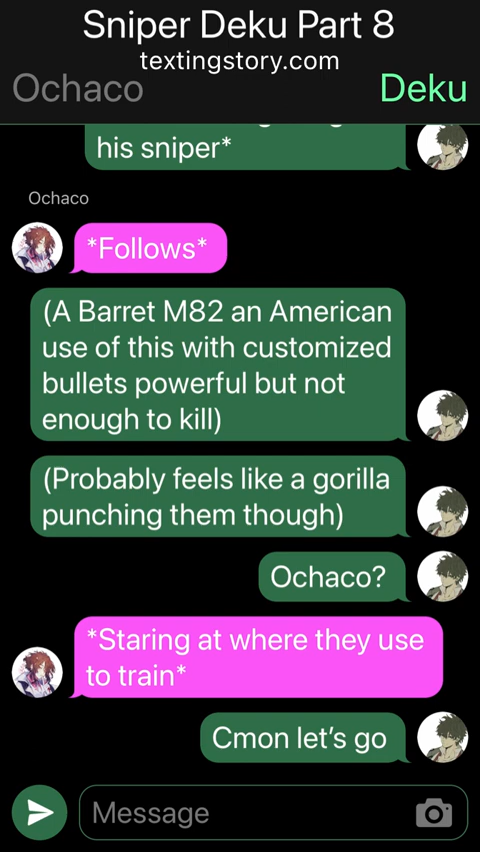 Sniper Deku Part 8
textingstory.com
Ochaco
Deku
his sniper*
Ochaco
*Follows*
(A Barret M82 an American
use of this with customized
bullets powerful but not
enough to kill)
(Probably feels like a gorilla
punching them though)
Ochaco?
*Staring at where they use
to train*
Cmon let’s go
Message